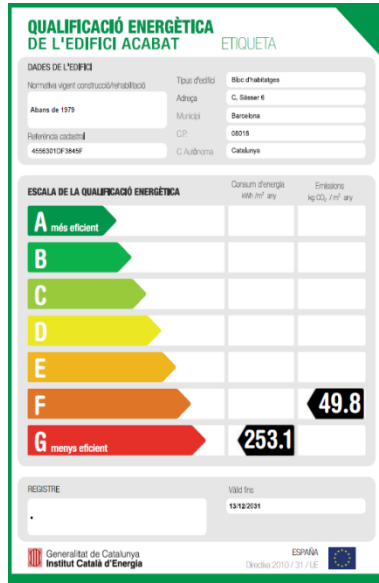 QUALIFICACIÓ ENERGÈTICA
DE L'EDIFICI ACABAT ETIQUETA
DADES DE L'EDIFICI
Normativa vigent construcció/rehabilitació
Abans de 1979
Referència cadastral
4556301DF3845F
Tipus d'edifici Bloc d'habitatges
Adreça C, Sàsser 6
Municipi Barcelona
C.P. 08018
C.Autònoma Catalunya
ESCALA DE LA QUALIFICACIÓ ENERGÈTICA
Consum d'energia
kWh /m² any
Emissions
kg CO₂ /m² any
A més eficient
B
C
D
E
F 49.8
G menys eficient 253.1
REGISTRE
Vàlid fins
13/12/2031
Generalitat de Catalunya
Institut Català d'Energia
ESPAÑA
Directiva 2010 / 31 / UE